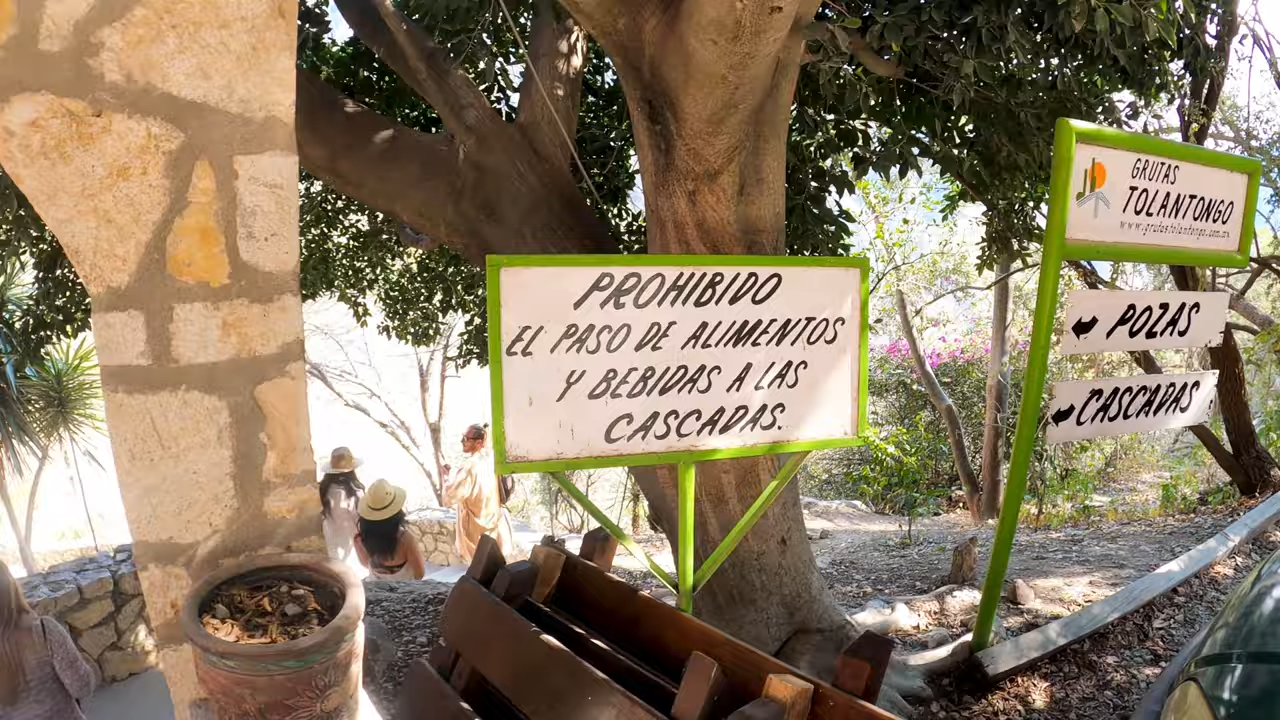 PROHIBIDO
EL PASO DE ALIMENTOS
Y BEBIDAS A LAS
CASCADAS.
GRUTAS
TOLANTONGO
www.grutastolantongo.com.mx
POZAS
CASCADAS